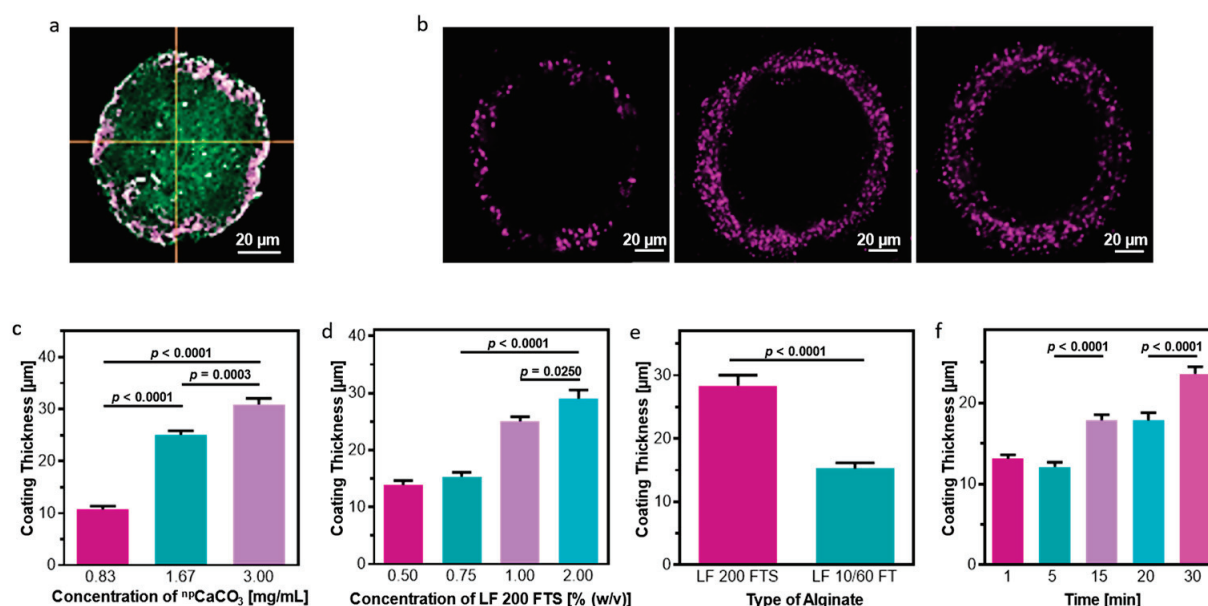 a
b
20 µm
20 µm
20 µm
20 µm
c
Coating Thickness [µm]
40
30
20
10
0
p < 0.0001
p = 0.0003
p < 0.0001
0.83 1.67 3.00
Concentration of ⁿᵖCaCO₃ [mg/mL]
d
Coating Thickness [µm]
40
30
20
10
0
p < 0.0001
p = 0.0250
0.50 0.75 1.00 2.00
Concentration of LF 200 FTS [% (w/v)]
e
Coating Thickness [µm]
30
20
10
0
p < 0.0001
LF 200 FTS LF 10/60 FT
Type of Alginate
f
Coating Thickness [µm]
20
10
0
p < 0.0001
p < 0.0001
1 5 15 20 30
Time [min]